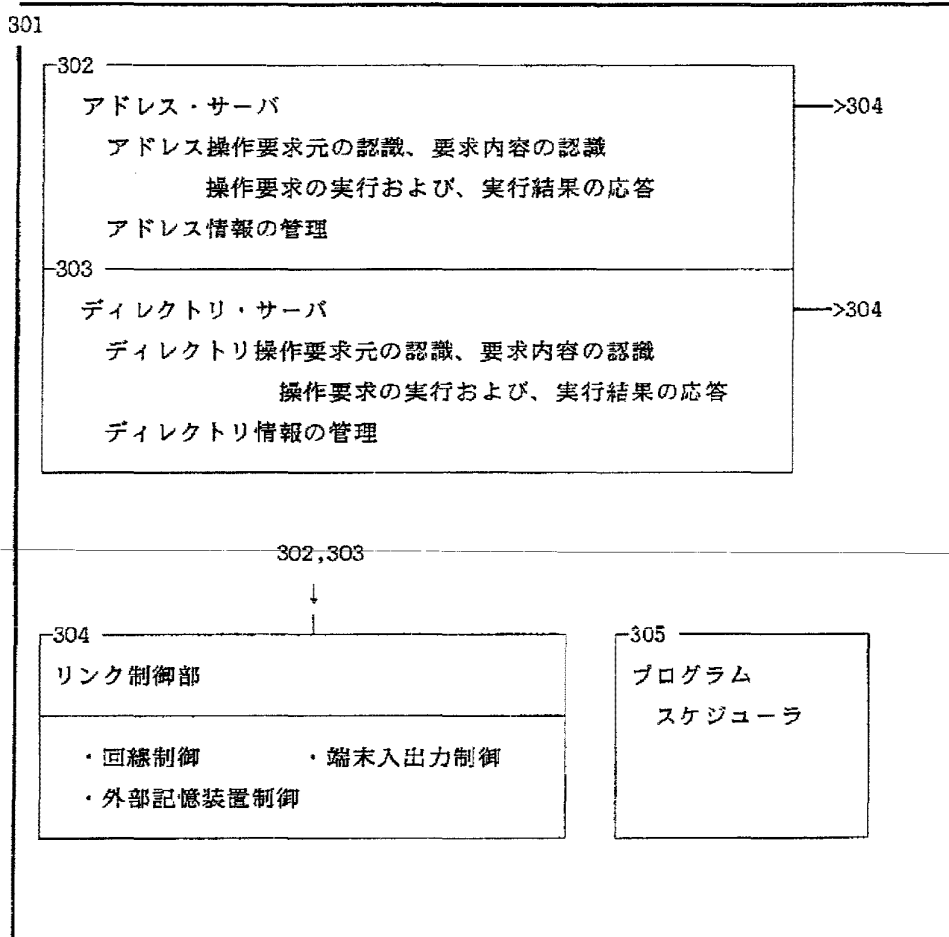 301
302
アドレス・サーバ
>304
アドレス操作要求元の認識、要求内容の認識
操作要求の実行および、実行結果の応答
アドレス情報の管理
303
ディレクトリ・サーバ
>304
ディレクトリ操作要求元の認識、要求内容の認識
操作要求の実行および、実行結果の応答
ディレクトリ情報の管理
302,303
↓
304
リンク制御部
・回線制御 ・端末入出力制御
・外部記憶装置制御
305
プログラム
スケジューラ